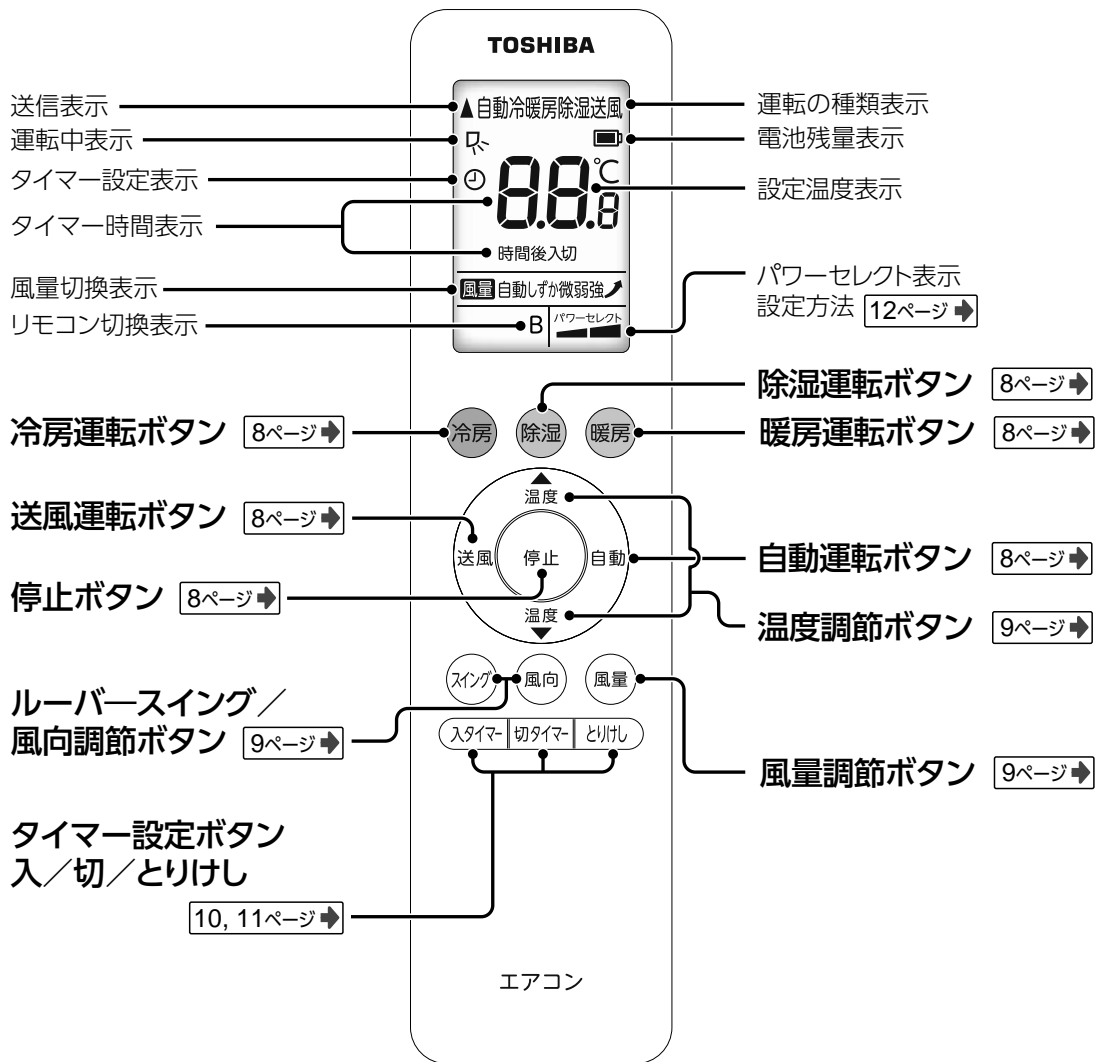 TOSHIBA
送信表示
運転中表示
タイマー設定表示
タイマー時間表示
風量切換表示
リモコン切換表示
▲自動冷暖房除湿送風
88.8℃
時間後入切
風量 自動しずか微弱強
B パワーセレクト
運転の種類表示
電池残量表示
設定温度表示
パワーセレクト表示
設定方法 12ページ
冷房運転ボタン 8ページ
送風運転ボタン 8ページ
停止ボタン 8ページ
ルーバースイング／
風向調節ボタン 9ページ
タイマー設定ボタン
入／切／とりけし
10, 11ページ
冷房 除湿 暖房
温度
送風 停止 自動
温度
スイング 風向 風量
入タイマー 切タイマー とりけし
エアコン
除湿運転ボタン 8ページ
暖房運転ボタン 8ページ
自動運転ボタン 8ページ
温度調節ボタン 9ページ
風量調節ボタン 9ページ